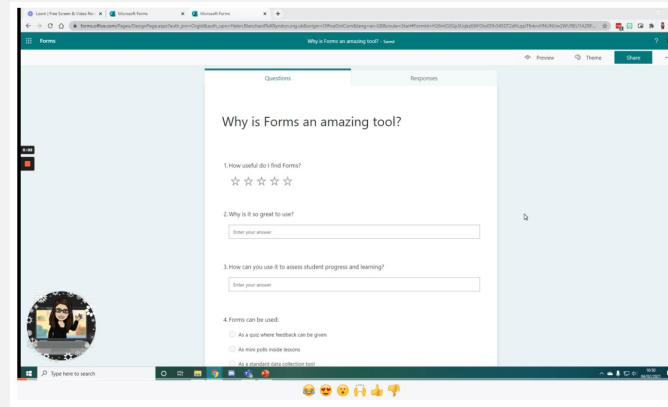 Loom | Free Screen & Video Rec
Microsoft Forms
Microsoft Forms
Forms
Why is Forms an amazing tool? - Saved
?
Preview
Theme
Share
Questions
Responses
Why is Forms an amazing tool?
1. How useful do I find Forms?
2. Why is it so great to use?
Enter your answer
3. How can you use it to assess student progress and learning?
Enter your answer
4. Forms can be used:
As a quiz where feedback can be given
As mini polls inside lessons
As a standard data collection tool
Type here to search
16:50